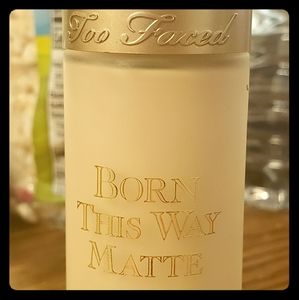 Too Faced
BORN
THIS WAY
MATTE